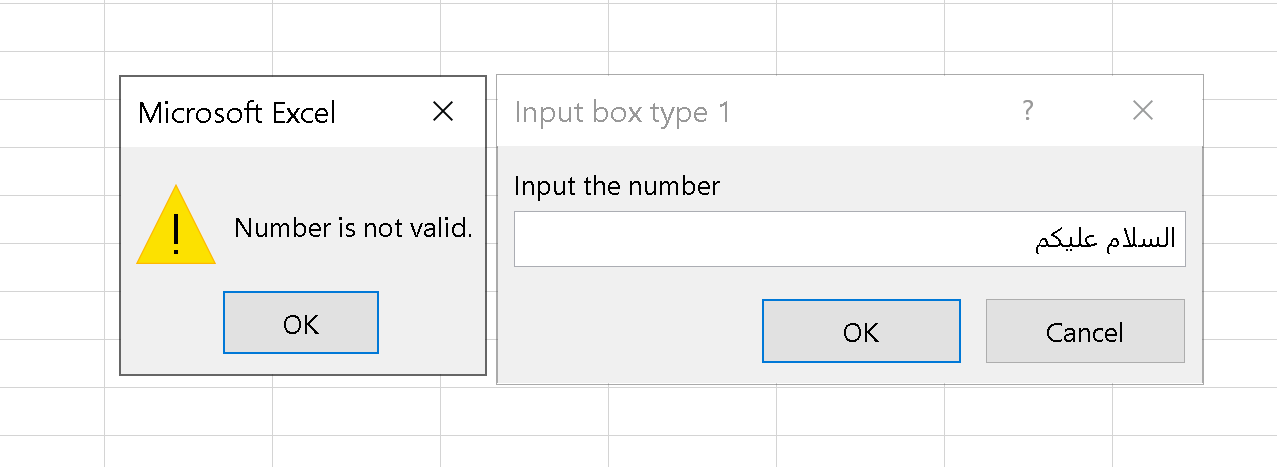 Microsoft Excel
Number is not valid.
OK
Input box type 1
Input the number
السلام عليكم
OK
Cancel